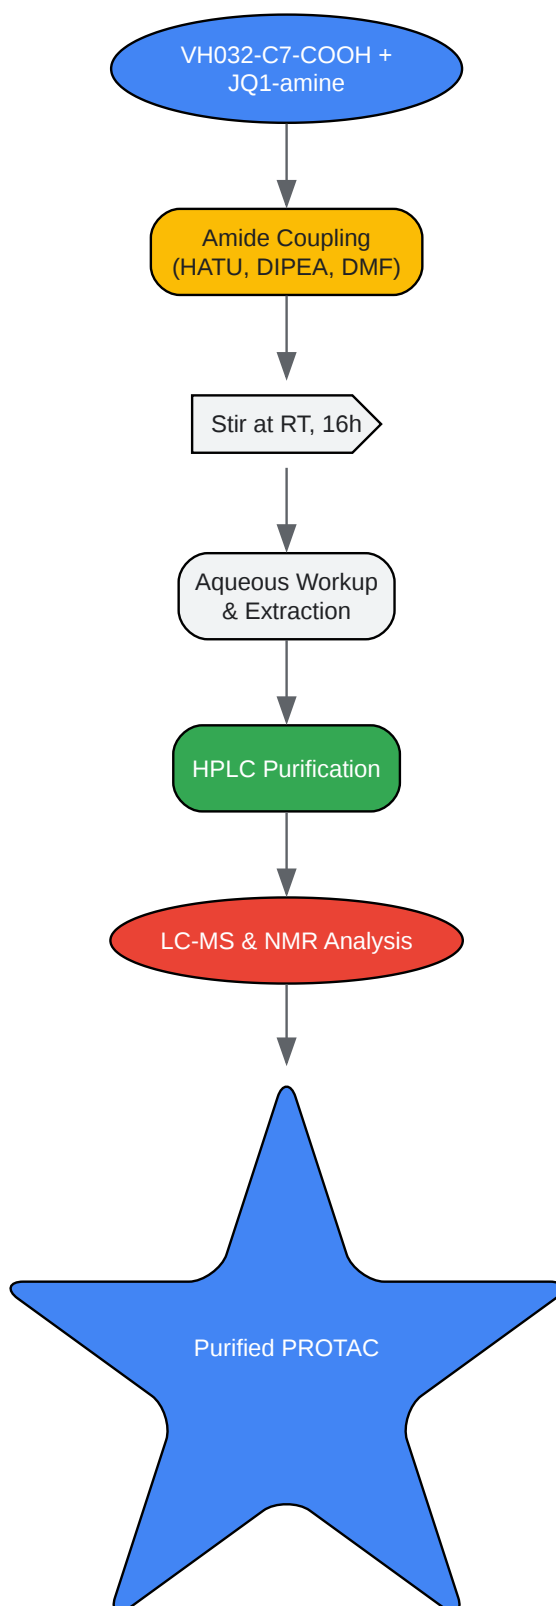 VH032-C7-COOH +
JQ1-amine
Amide Coupling
(HATU, DIPEA, DMF)
Stir at RT, 16h
Aqueous Workup
& Extraction
HPLC Purification
LC-MS & NMR Analysis
Purified PROTAC